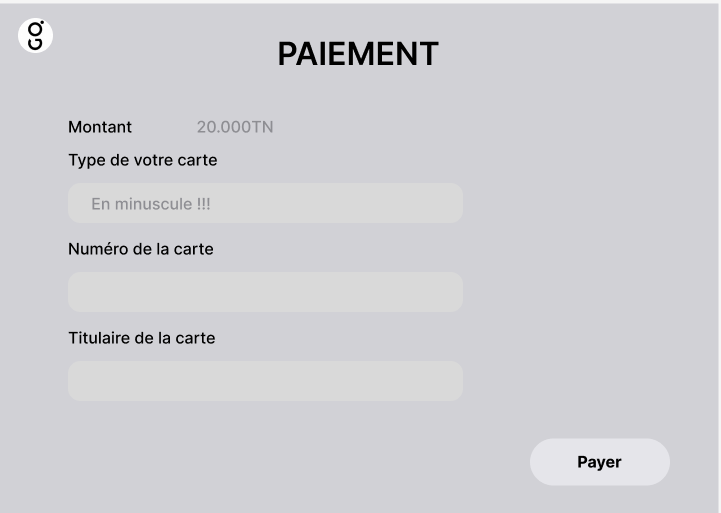 go
PAIEMENT
Montant 20.000TN
Type de votre carte
En minuscule !!!
Numéro de la carte
Titulaire de la carte
Payer